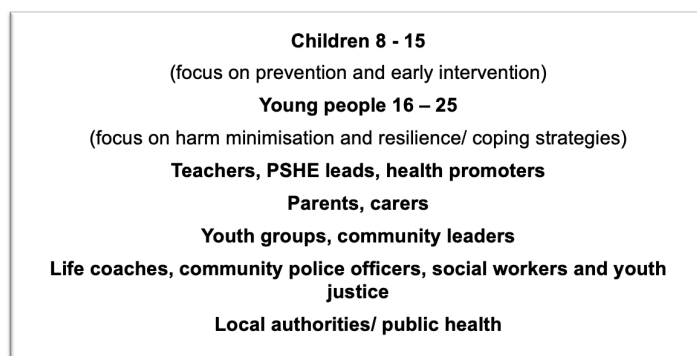 Children 8 - 15
(focus on prevention and early intervention)
Young people 16 – 25
(focus on harm minimisation and resilience/ coping strategies)
Teachers, PSHE leads, health promoters
Parents, carers
Youth groups, community leaders
Life coaches, community police officers, social workers and youth
justice
Local authorities/ public health